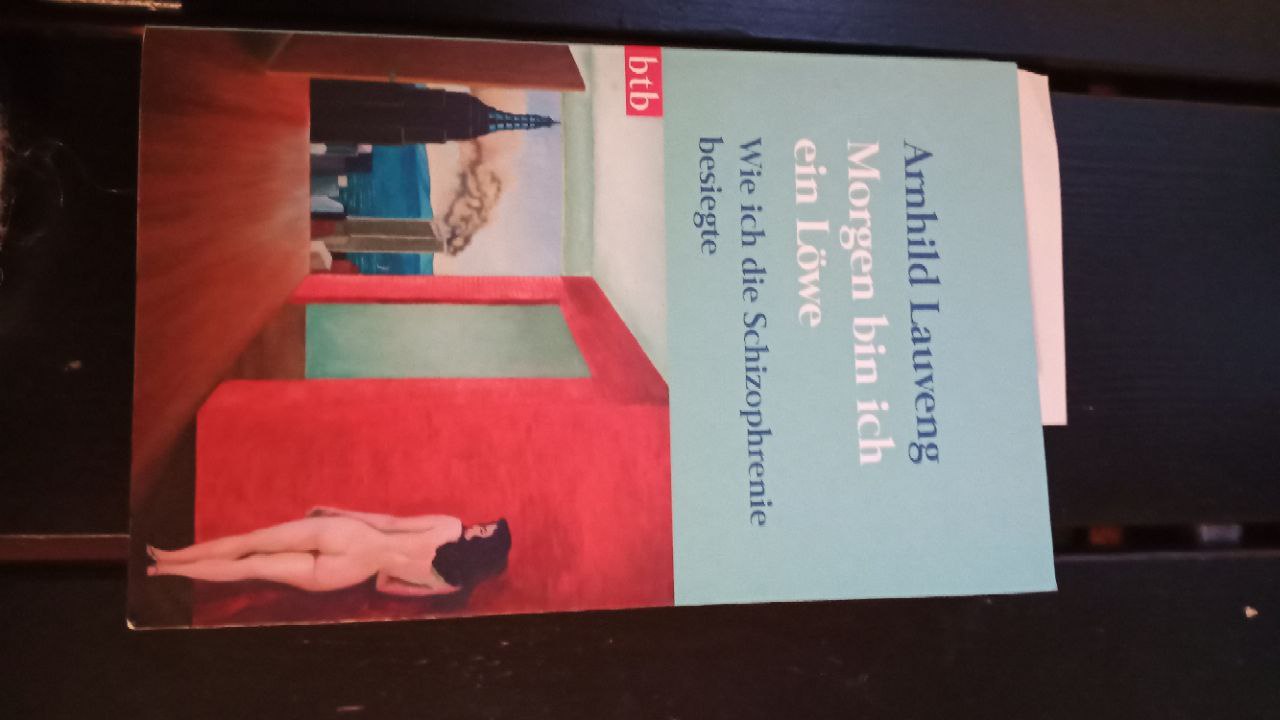 Arnhild Lauveng
Morgen bin ich
ein Löwe
Wie ich die Schizophrenie
besiegte
btb